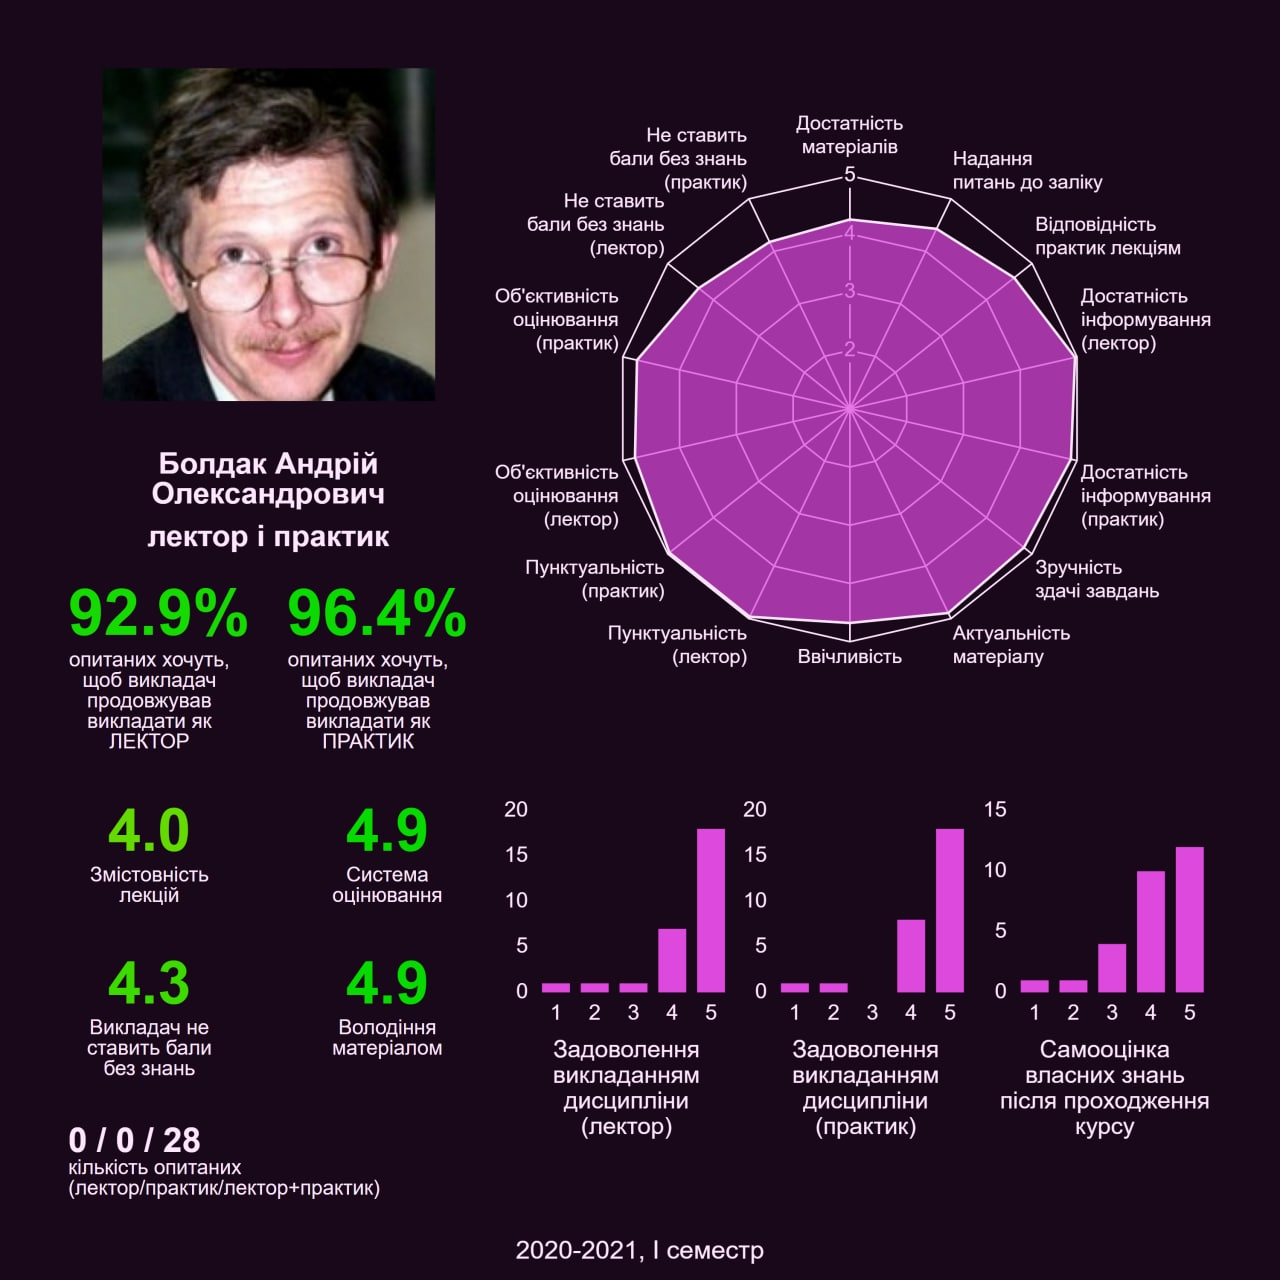 Болдак Андрій
Олександрович
лектор і практик
92.9%
опитаних хочуть,
щоб викладач
продовжував
викладати як
ЛЕКТОР
96.4%
опитаних хочуть,
щоб викладач
продовжував
викладати як
ПРАКТИК
4.0
Змістовність
лекцій
4.9
Система
оцінювання
4.3
Викладач не
ставить бали
без знань
4.9
Володіння
матеріалом
0 / 0 / 28
кількість опитаних
(лектор/практик/лектор+практик)
Достатність
матеріалів
Надання
питань до заліку
Відповідність
практик лекціям
Достатність
інформування
(лектор)
Достатність
інформування
(практик)
Зручність
здачі завдань
Актуальність
матеріалу
Ввічливість
Пунктуальність
(лектор)
Пунктуальність
(практик)
Об'єктивність
оцінювання
(лектор)
Об'єктивність
оцінювання
(практик)
Не ставить
бали без знань
(лектор)
Не ставить
бали без знань
(практик)
5
4
3
2
20
15
10
5
0
1 2 3 4 5
Задоволення
викладанням
дисципліни
(лектор)
20
15
10
5
0
1 2 3 4 5
Задоволення
викладанням
дисципліни
(практик)
15
10
5
0
1 2 3 4 5
Самооцінка
власних знань
після проходження
курсу
2020-2021, І семестр